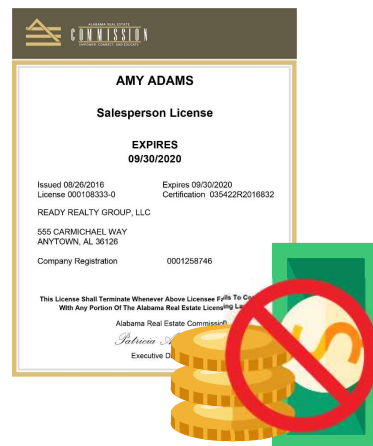 ALABAMA REAL ESTATE
COMMISSION
EMPOWER, CONNECT, AND EDUCATE
AMY ADAMS
Salesperson License
EXPIRES
09/30/2020
Issued 08/26/2016 Expires 09/30/2020
License 000108333-0 Certification 035422R2016832
READY REALTY GROUP, LLC
555 CARMICHAEL WAY
ANYTOWN, AL 36126
Company Registration 0001258746
This License Shall Terminate Whenever Above Licensee To
With Any Portion Of The Alabama Real Estate
Alabama Real Estate Commission
Patricia
Executive